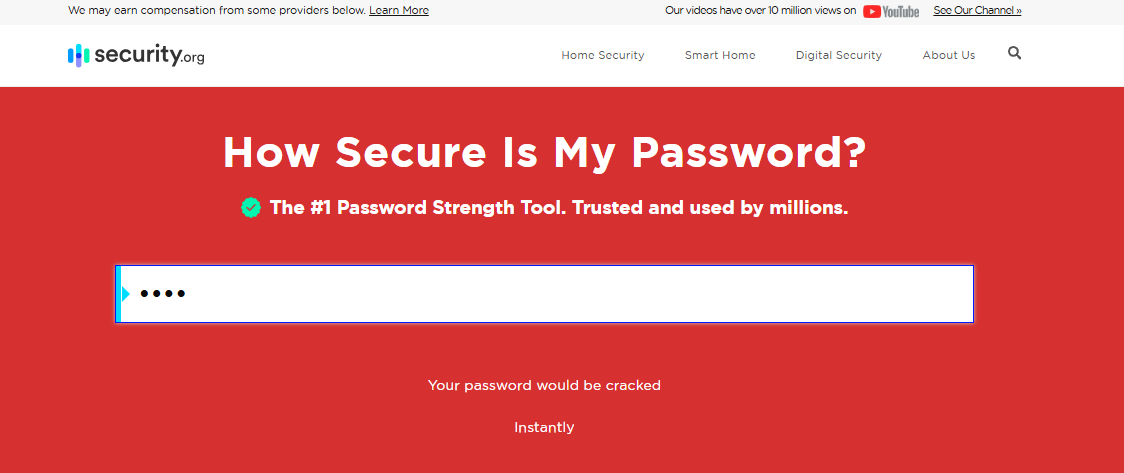 We may earn compensation from some providers below. Learn More
Our videos have over 10 million views on YouTube See Our Channel »
security.org
Home Security Smart Home Digital Security About Us
How Secure Is My Password?
The #1 Password Strength Tool. Trusted and used by millions.
••••
Your password would be cracked
Instantly